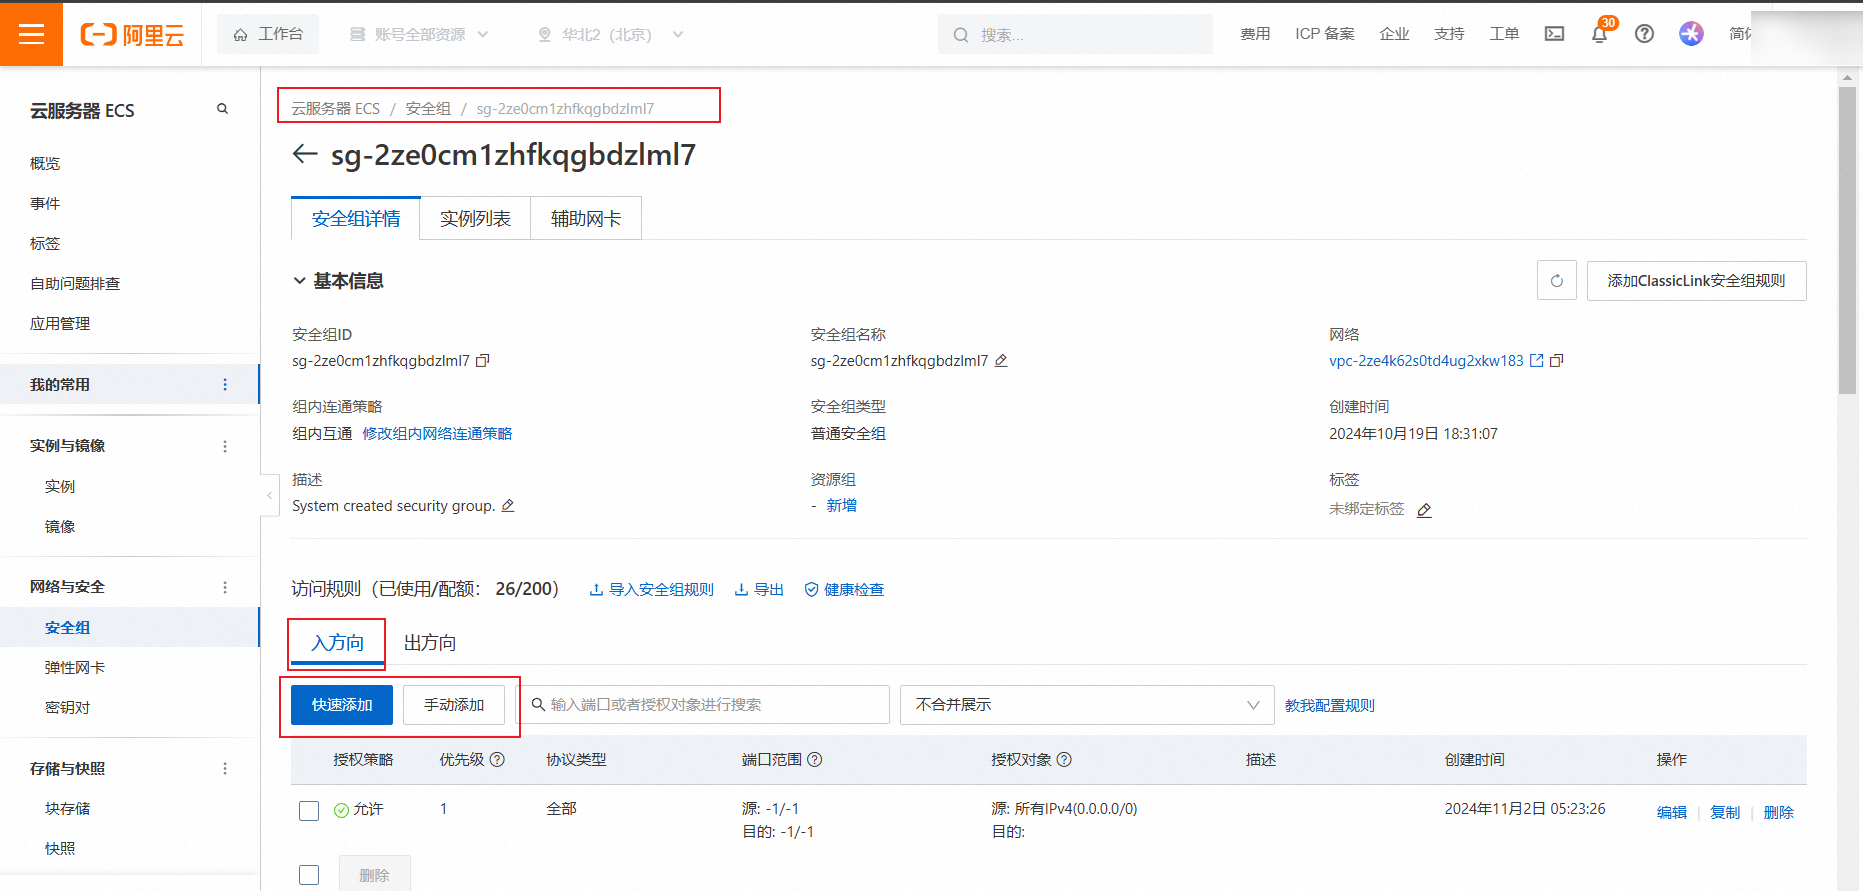 阿里云
工作台
账号全部资源
华北2（北京）
搜索...
费用
ICP 备案
企业
支持
工单
30
简体
云服务器 ECS
概览
事件
标签
自助问题排查
应用管理
我的常用
实例与镜像
实例
镜像
网络与安全
安全组
弹性网卡
密钥对
存储与快照
块存储
快照
云服务器 ECS / 安全组 / sg-2ze0cm1zhfkqgbdzlml7
sg-2ze0cm1zhfkqgbdzlml7
安全组详情
实例列表
辅助网卡
基本信息
添加ClassicLink安全组规则
安全组ID
sg-2ze0cm1zhfkqgbdzlml7
安全组名称
sg-2ze0cm1zhfkqgbdzlml7
网络
vpc-2ze4k62s0td4ug2xkw183
组内连通策略
组内互通 修改组内网络连通策略
安全组类型
普通安全组
创建时间
2024年10月19日 18:31:07
描述
System created security group.
资源组
- 新增
标签
未绑定标签
访问规则（已使用/配额： 26/200）
导入安全组规则
导出
健康检查
入方向
出方向
快速添加
手动添加
输入端口或者授权对象进行搜索
不合并展示
教我配置规则
授权策略
优先级
协议类型
端口范围
授权对象
描述
创建时间
操作
允许
1
全部
源: -1/-1
目的: -1/-1
源: 所有IPv4(0.0.0.0/0)
目的:
2024年11月2日 05:23:26
编辑 | 复制 | 删除
删除